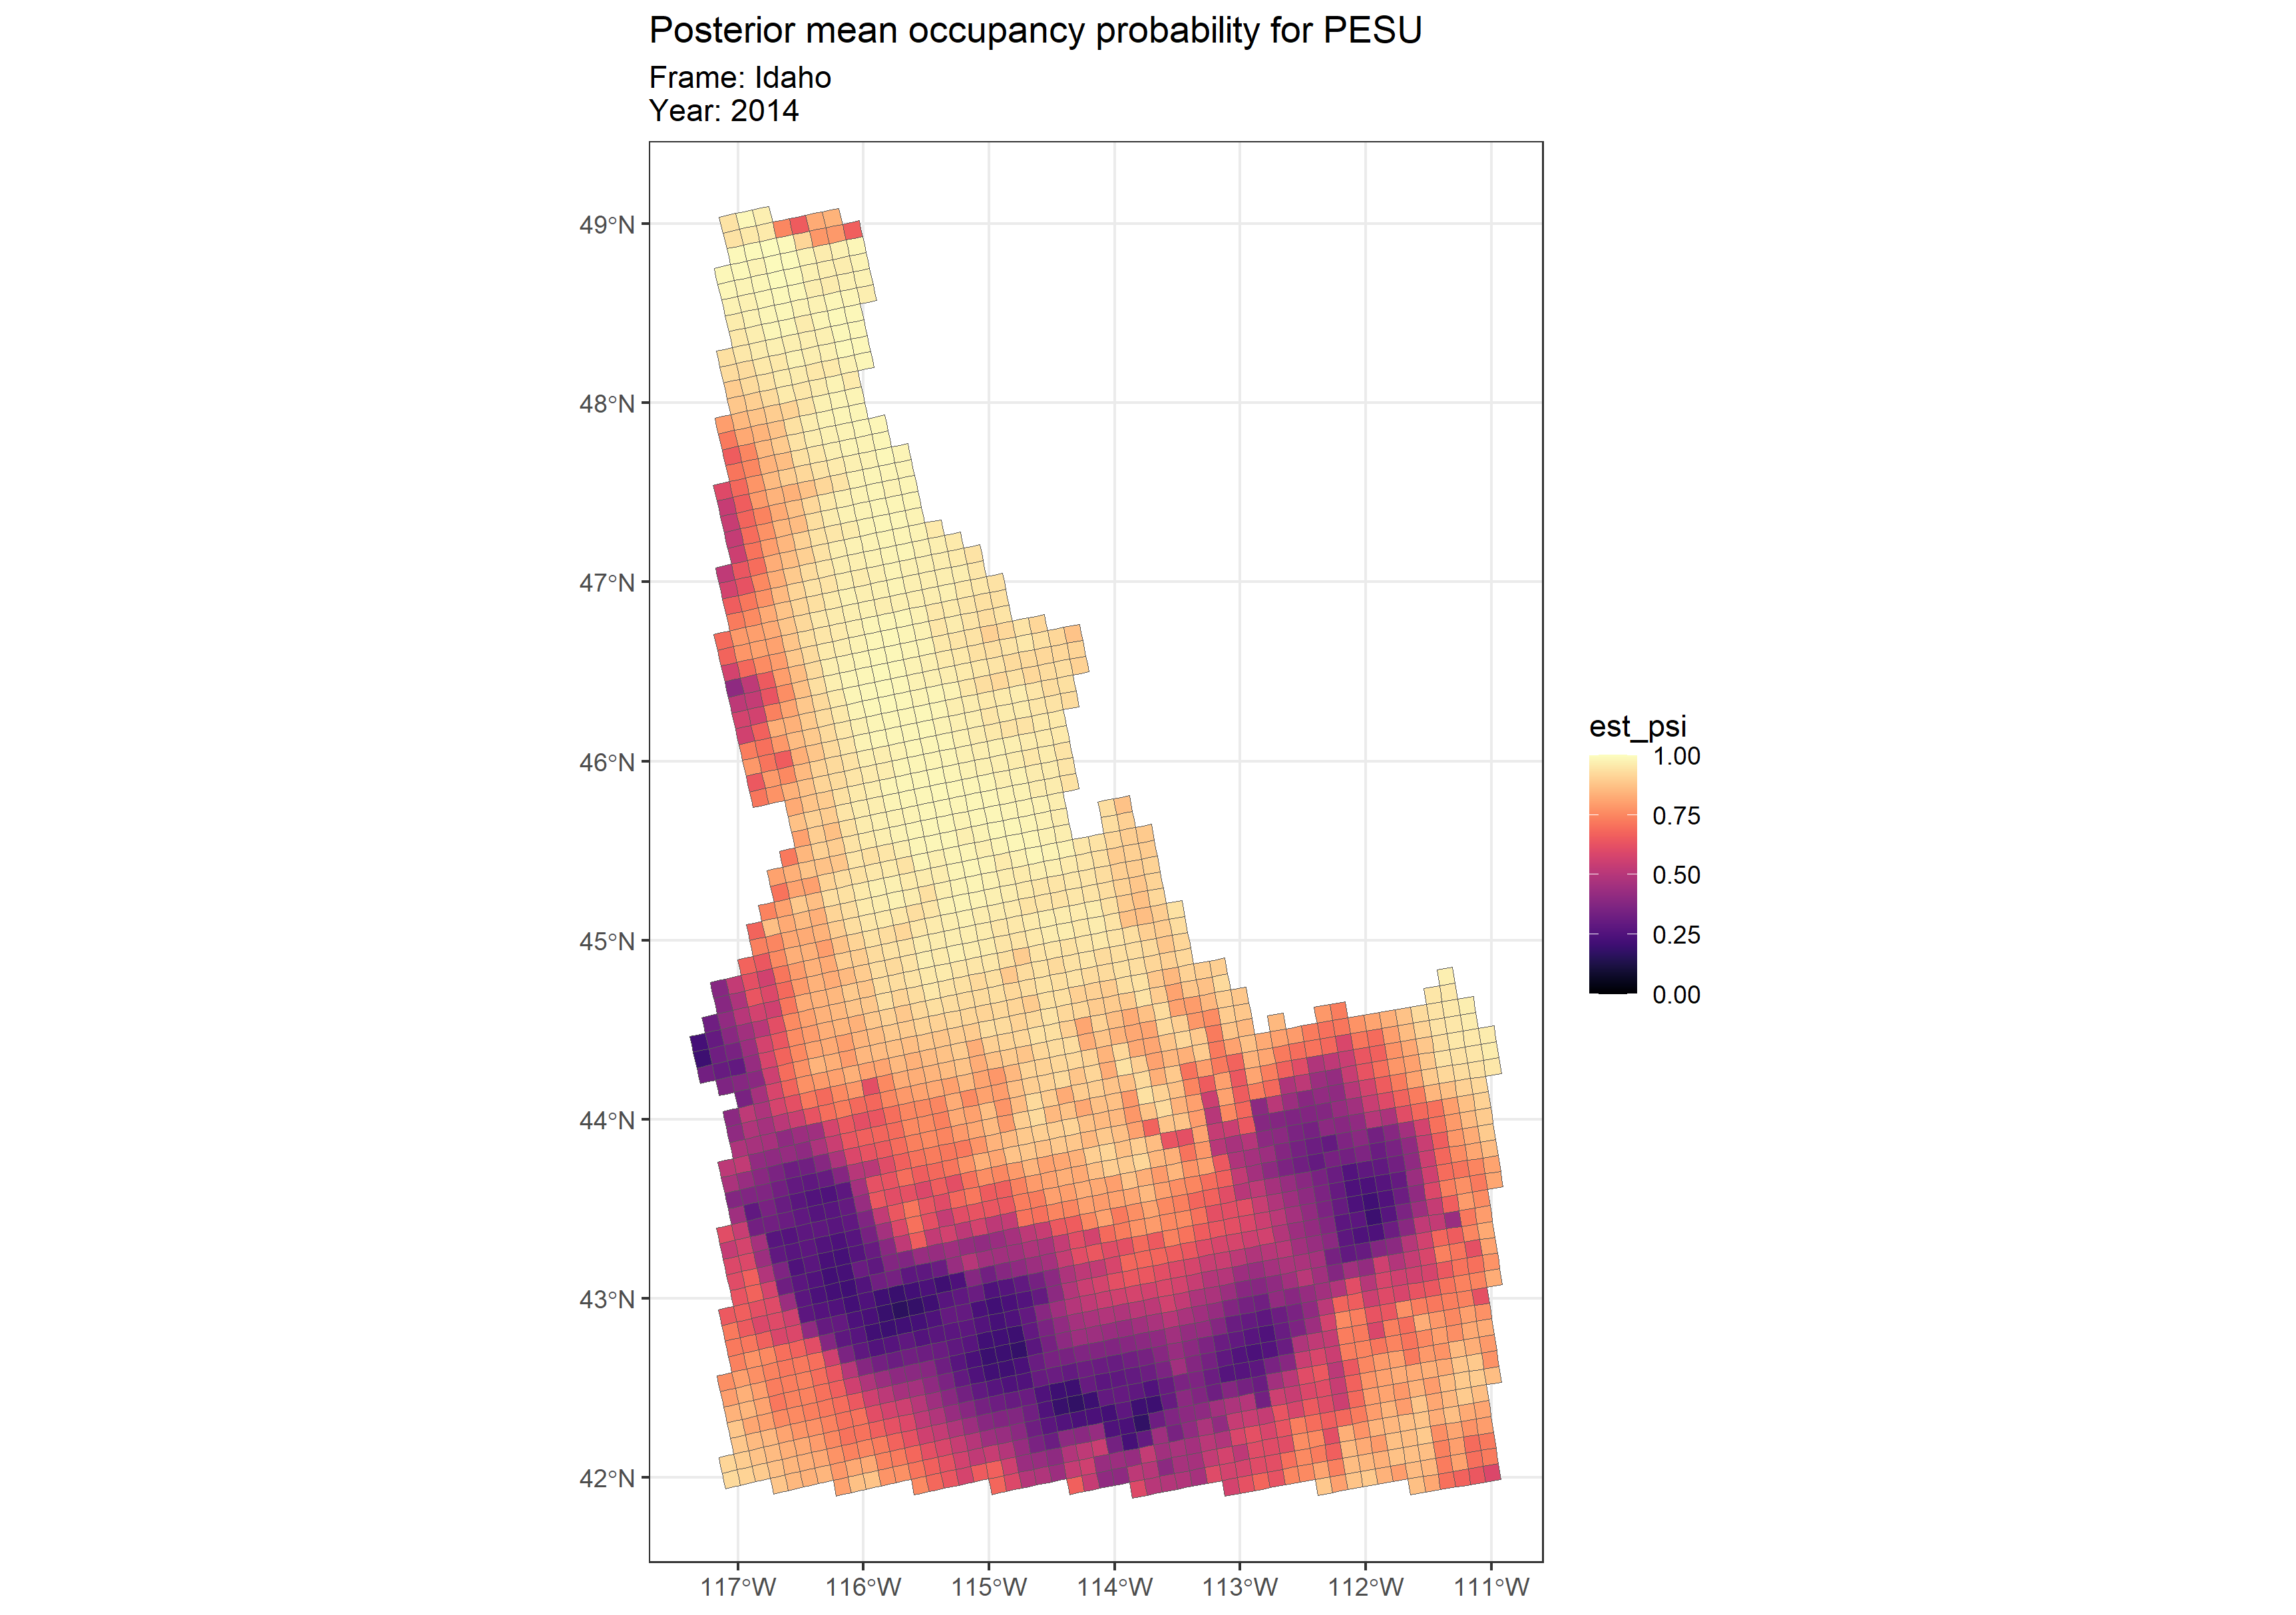 Posterior mean occupancy probability for PESU
Frame: Idaho
Year: 2014
49°N
48°N
47°N
46°N
45°N
44°N
43°N
42°N
117°W 116°W 115°W 114°W 113°W 112°W 111°W
est_psi
1.00
0.75
0.50
0.25
0.00